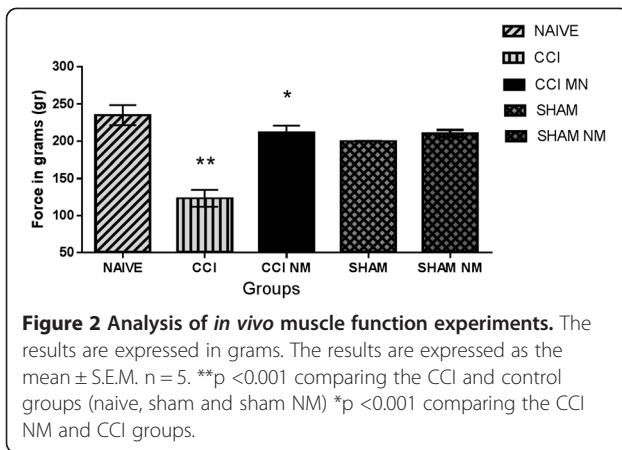 NAIVE
CCI
CCI MN
SHAM
SHAM NM
300
250
200
150
100
50
Force in grams (gr)
**
*
NAIVE CCI CCI NM SHAM SHAM NM
Groups
Figure 2 Analysis of in vivo muscle function experiments. The
results are expressed in grams. The results are expressed as the
mean ± S.E.M. n = 5. **p <0.001 comparing the CCI and control
groups (naive, sham and sham NM) *p <0.001 comparing the CCI
NM and CCI groups.